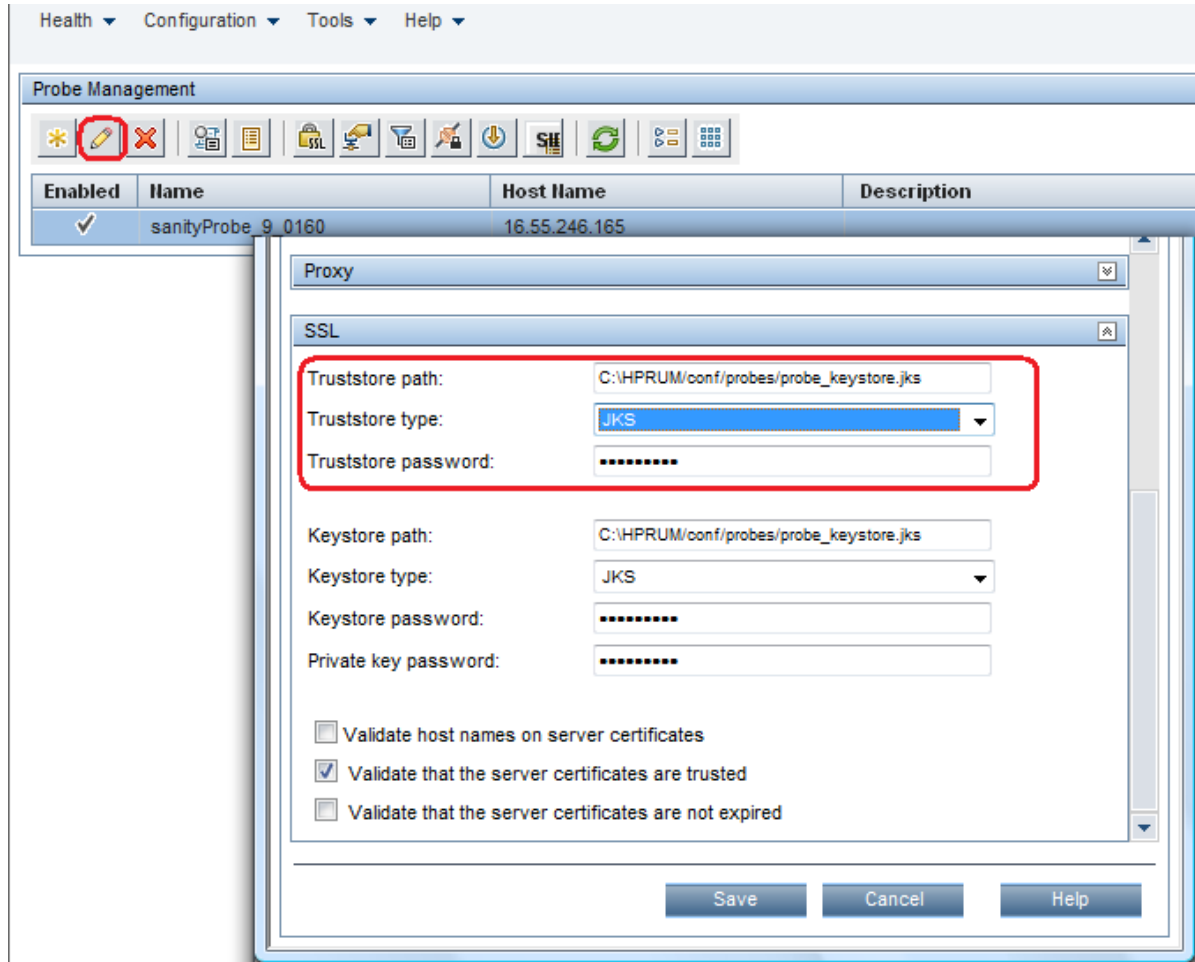 Health Configuration Tools Help
Probe Management
SSL
Enabled Name Host Name Description
sanityProbe_9_0160 16.55.246.165
Proxy
SSL
Truststore path: C:\HPRUM/conf/probes/probe_keystore.jks
Truststore type: JKS
Truststore password: •••••••••
Keystore path: C:\HPRUM/conf/probes/probe_keystore.jks
Keystore type: JKS
Keystore password: •••••••••
Private key password: •••••••••
Validate host names on server certificates
Validate that the server certificates are trusted
Validate that the server certificates are not expired
Save Cancel Help